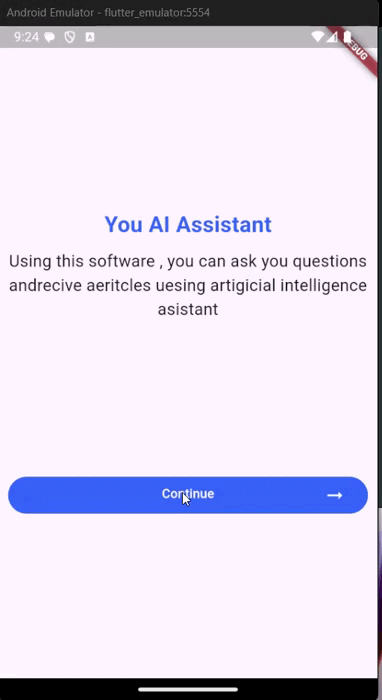 Android Emulator - flutter_emulator:5554
9:24
DEBUG
You AI Assistant
Using this software , you can ask you questions
andrecive aeritcles uesing artigicial intelligence
asistant
Continue